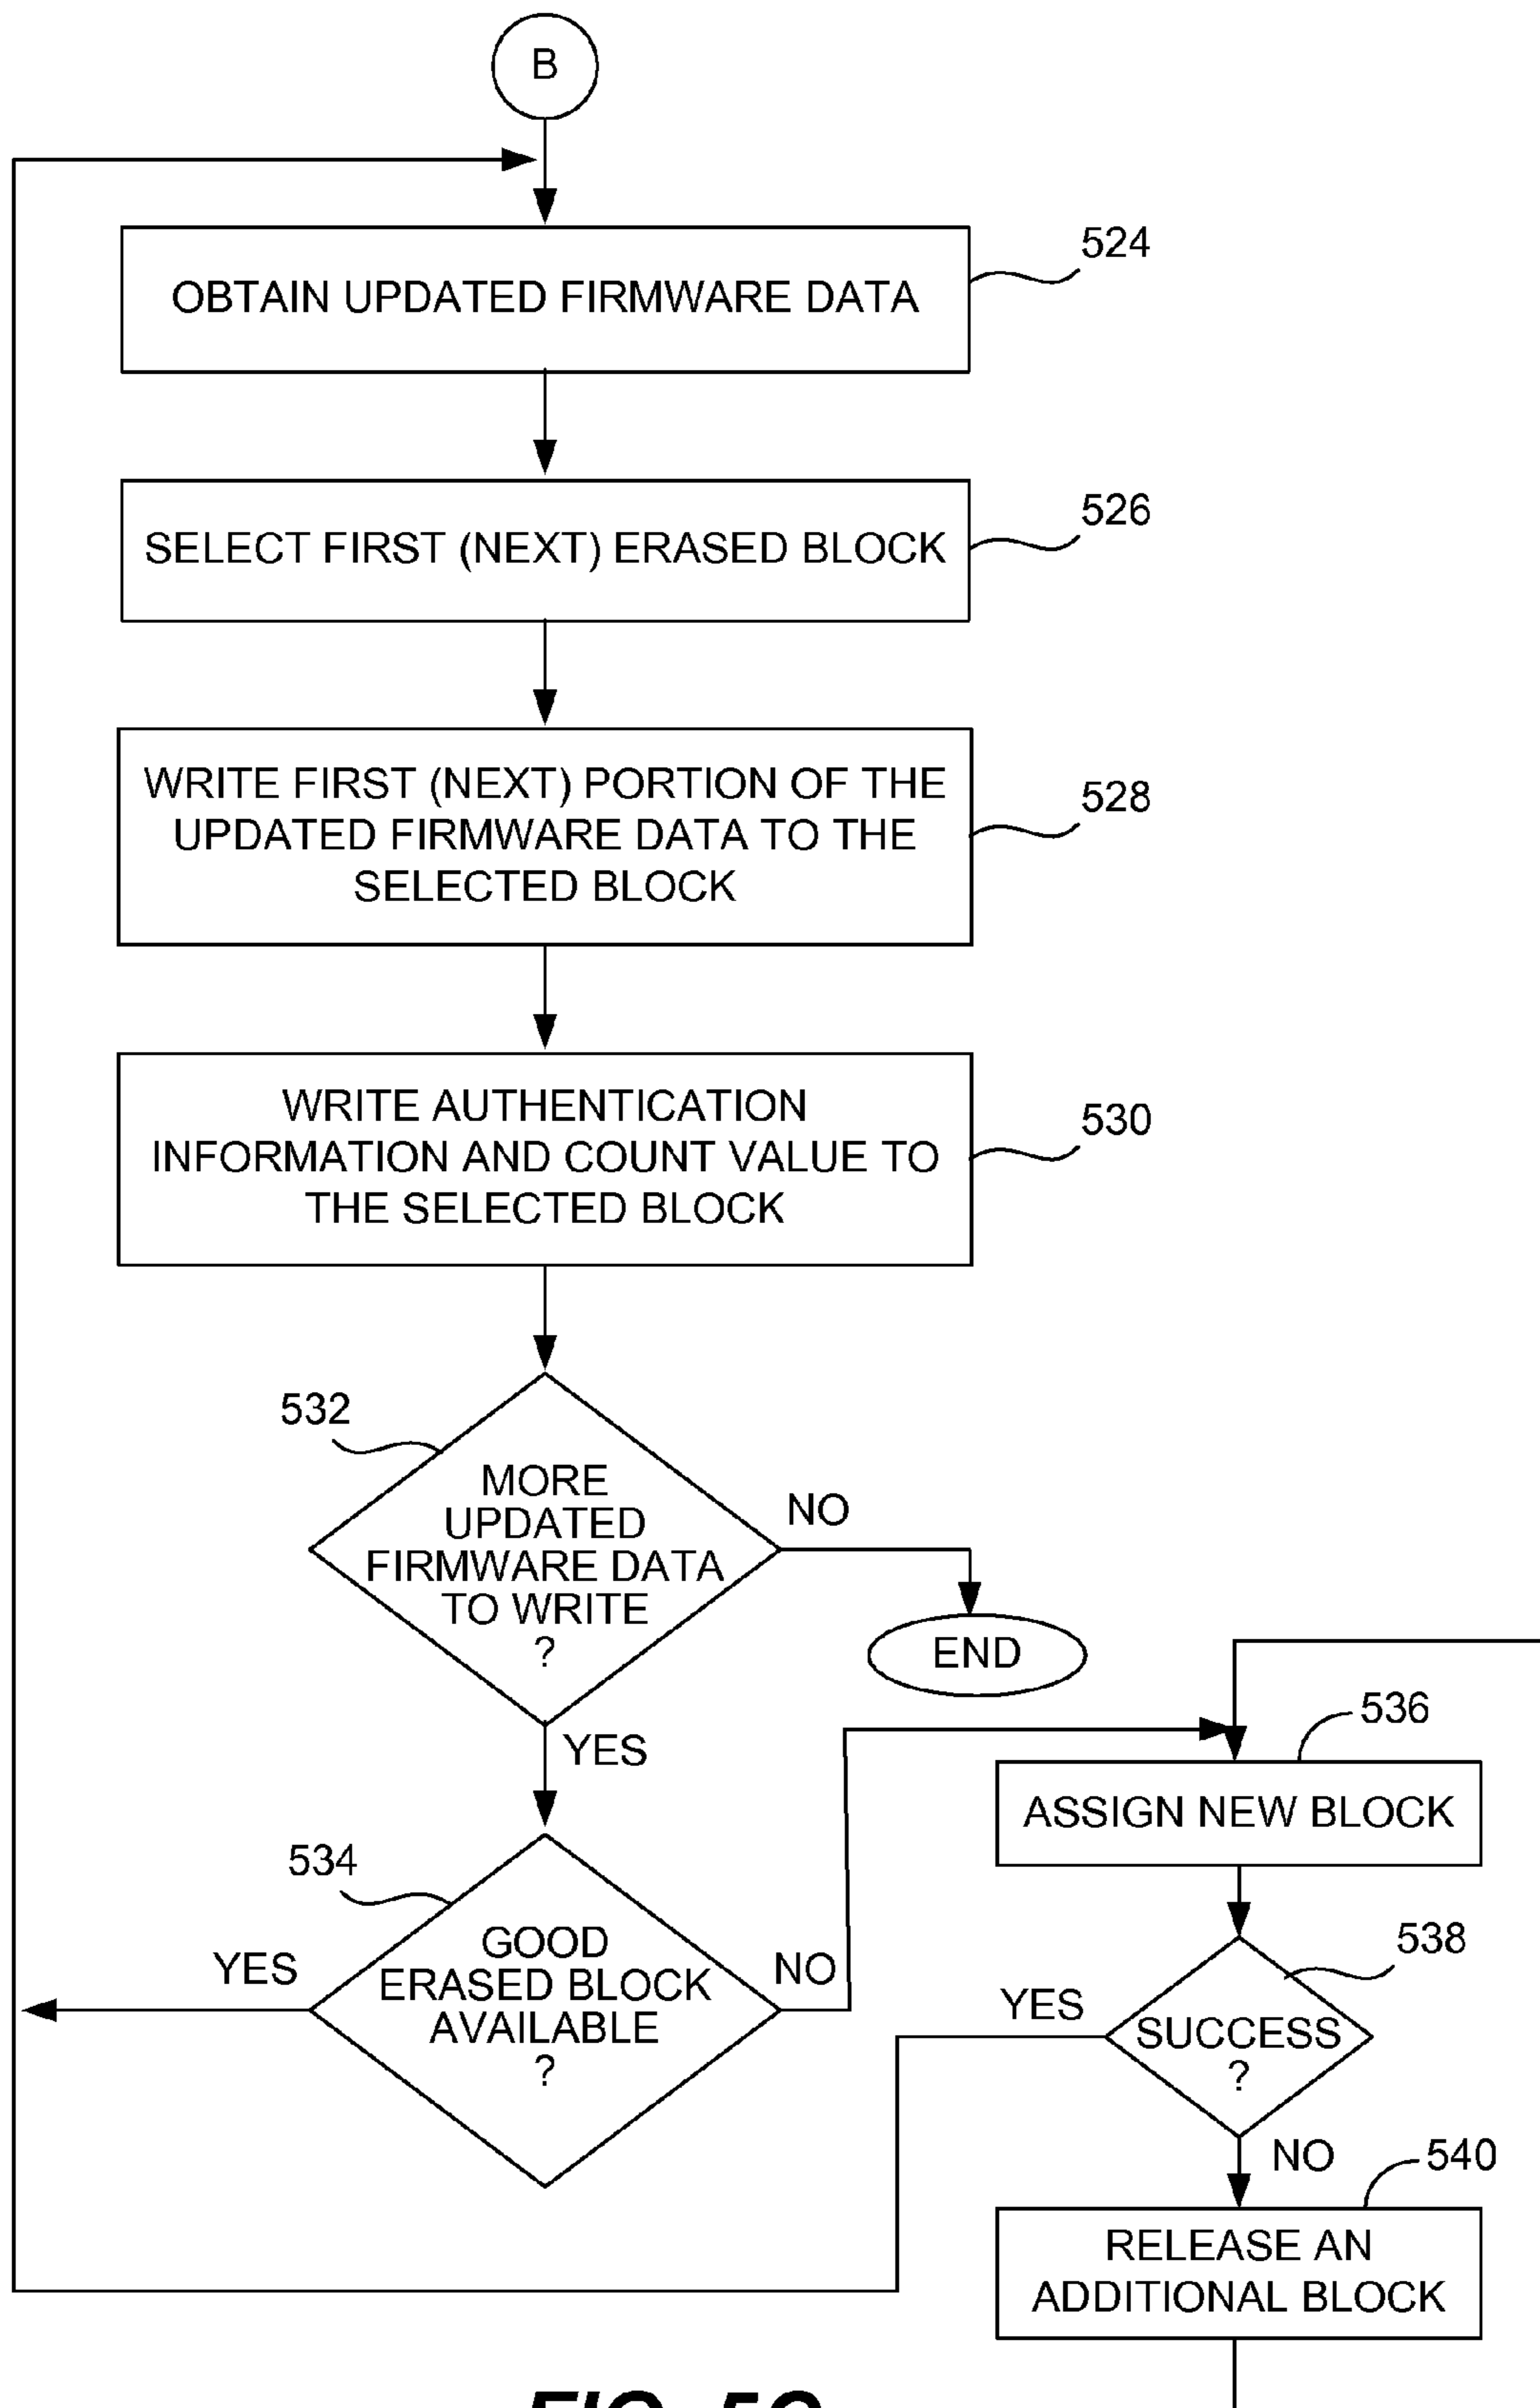 B
OBTAIN UPDATED FIRMWARE DATA
524
SELECT FIRST (NEXT) ERASED BLOCK
526
WRITE FIRST (NEXT) PORTION OF THE
UPDATED FIRMWARE DATA TO THE
SELECTED BLOCK
528
WRITE AUTHENTICATION
INFORMATION AND COUNT VALUE TO
THE SELECTED BLOCK
530
532
MORE
UPDATED
FIRMWARE DATA
TO WRITE
?
NO
END
YES
536
ASSIGN NEW BLOCK
534
GOOD
ERASED BLOCK
AVAILABLE
?
YES
NO
538
SUCCESS
?
YES
NO
540
RELEASE AN
ADDITIONAL BLOCK